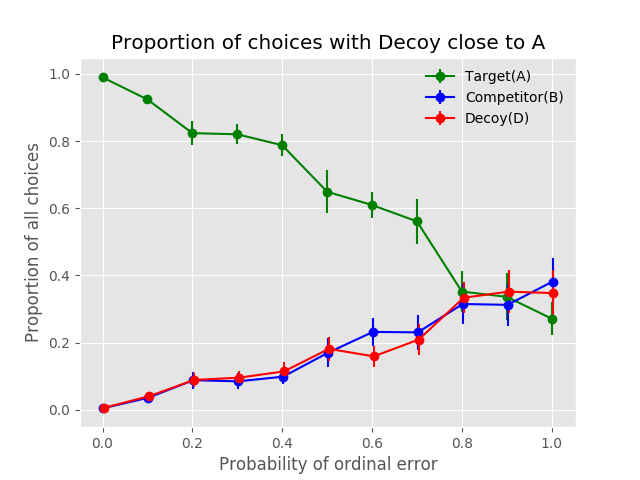 Proportion of choices with Decoy close to A
Target(A)
Competitor(B)
Decoy(D)
Proportion of all choices
1.0
0.8
0.6
0.4
0.2
0.0
0.0 0.2 0.4 0.6 0.8 1.0
Probability of ordinal error